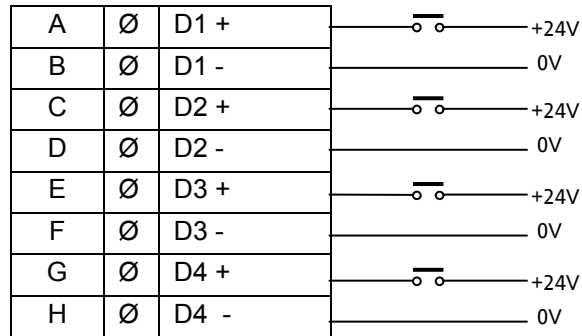 A Ø D1 + +24V
B Ø D1 - 0V
C Ø D2 + +24V
D Ø D2 - 0V
E Ø D3 + +24V
F Ø D3 - 0V
G Ø D4 + +24V
H Ø D4 - 0V